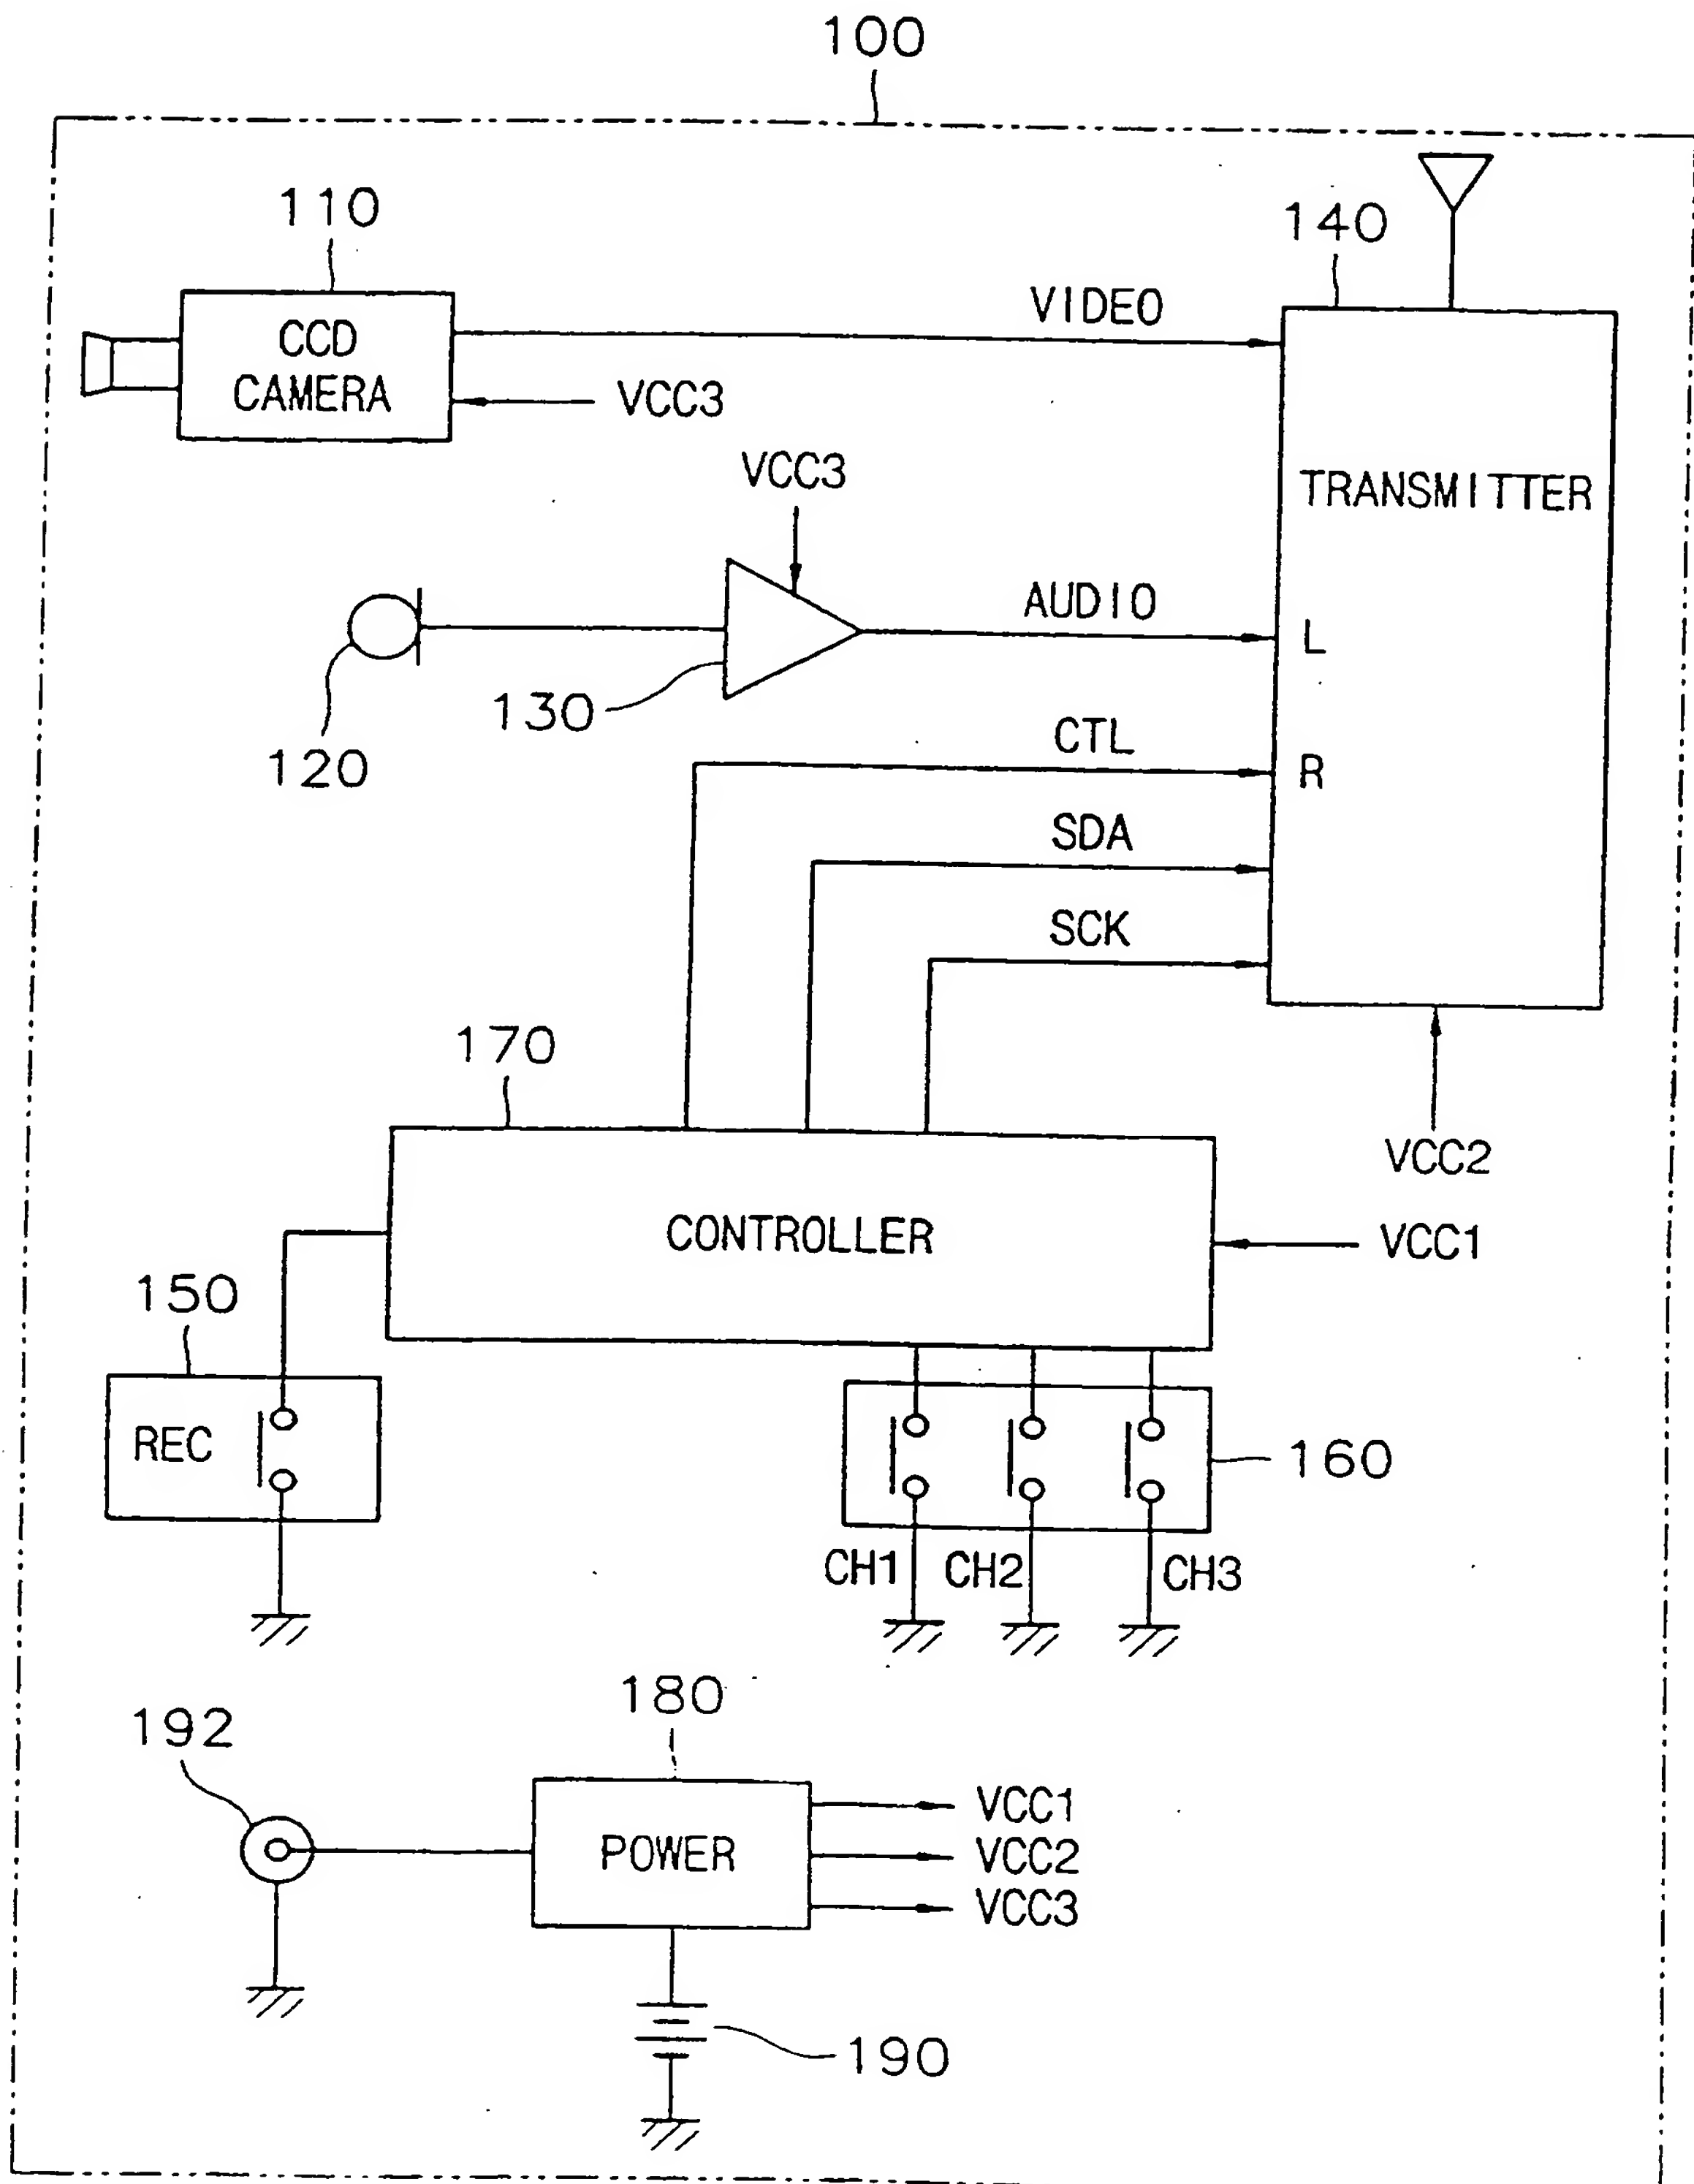 100
110
140
VIDEO
CCD
CAMERA
VCC3
VCC3
TRANSMITTER
AUDIO
L
120
130
CTL
R
SDA
SCK
170
VCC2
CONTROLLER
VCC1
150
REC
160
CH1 CH2 CH3
180
192
VCC1
POWER
VCC2
VCC3
190